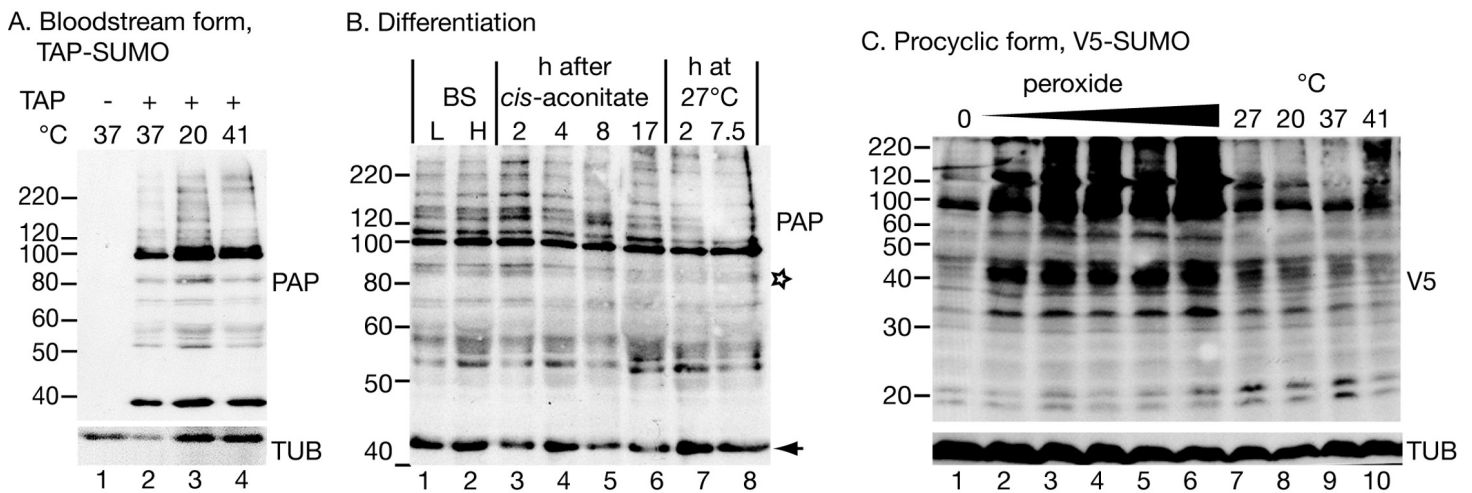 A. Bloodstream form,
TAP-SUMO
TAP - + + +
°C 37 37 20 41
220
120
100
80
60
50
40
PAP
TUB
1 2 3 4
B. Differentiation
h after
cis-aconitate
h at
27°C
BS
L H 2 4 8 17 2 7.5
220
120
100
80
60
50
40
PAP
1 2 3 4 5 6 7 8
C. Procyclic form, V5-SUMO
peroxide °C
0 27 20 37 41
220
120
100
60
50
40
30
20
V5
TUB
1 2 3 4 5 6 7 8 9 10